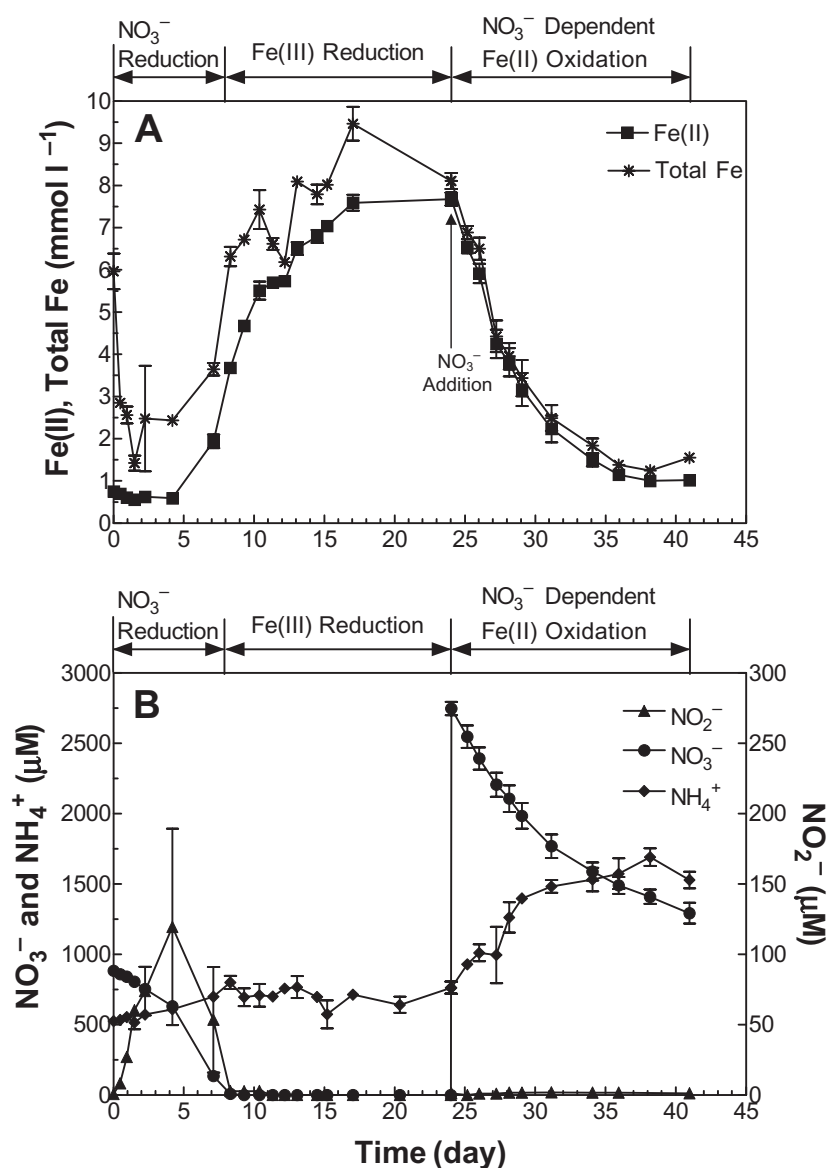 NO3⁻
Reduction
Fe(III) Reduction
NO3⁻ Dependent
Fe(II) Oxidation
A
Fe(II)
Total Fe
NO3⁻
Addition
Fe(II), Total Fe (mmol l⁻¹)
10
9
8
7
6
5
4
3
2
1
0
0 5 10 15 20 25 30 35 40 45
NO3⁻
Reduction
Fe(III) Reduction
NO3⁻ Dependent
Fe(II) Oxidation
B
NO2⁻
NO3⁻
NH4⁺
NO3⁻ and NH4⁺ (μM)
3000
2500
2000
1500
1000
500
0
300
250
200
150
100
50
0
NO2⁻
(μM)
0 5 10 15 20 25 30 35 40 45
Time (day)